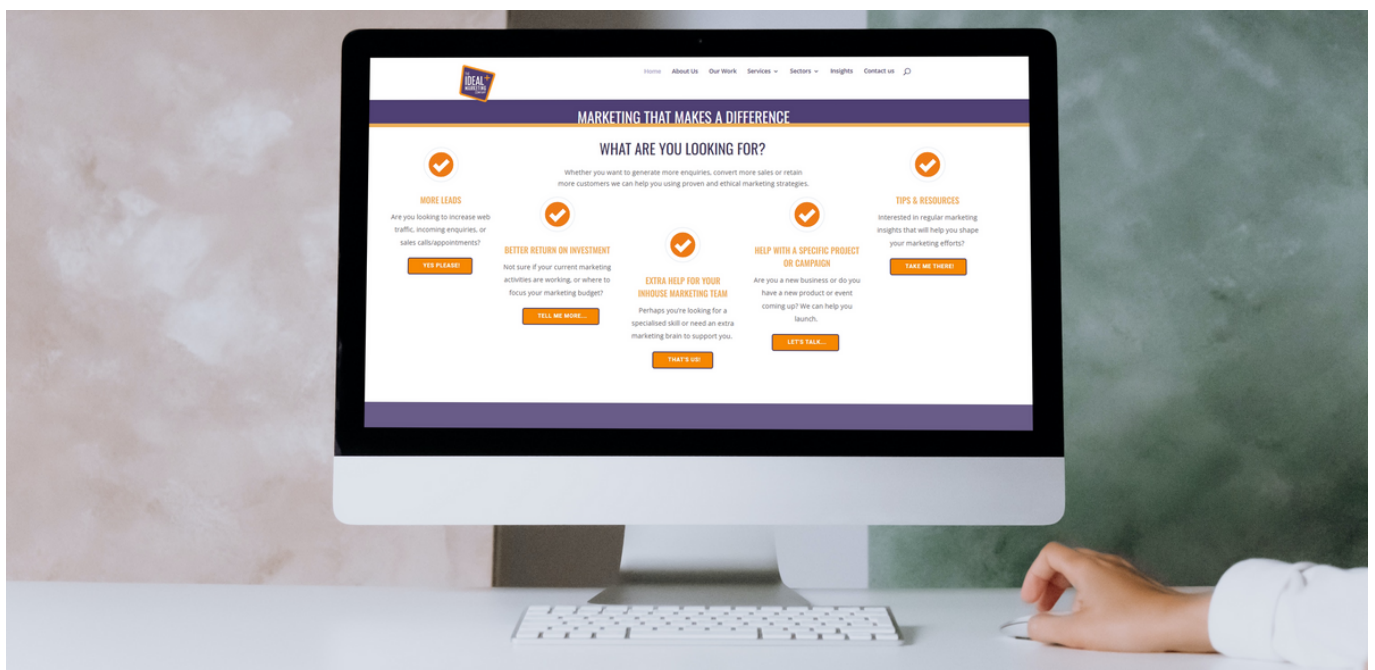 THE
IDEAL
MARKETING
COMPANY
Home About Us Our Work Services Sectors Insights Contact us
MARKETING THAT MAKES A DIFFERENCE
WHAT ARE YOU LOOKING FOR?
Whether you want to generate more enquiries, convert more sales or retain
more customers we can help you using proven and ethical marketing strategies.
MORE LEADS
Are you looking to increase web
traffic, incoming enquiries, or
sales calls/appointments?
YES PLEASE!
BETTER RETURN ON INVESTMENT
Not sure if your current marketing
activities are working, or where to
focus your marketing budget?
TELL ME MORE...
EXTRA HELP FOR YOUR
INHOUSE MARKETING TEAM
Perhaps you're looking for a
specialised skill or need an extra
marketing brain to support you.
THAT'S US!
HELP WITH A SPECIFIC PROJECT
OR CAMPAIGN
Are you a new business or do you
have a new product or event
coming up? We can help you
launch.
LET'S TALK...
TIPS & RESOURCES
Interested in regular marketing
insights that will help you shape
your marketing efforts?
TAKE ME THERE!